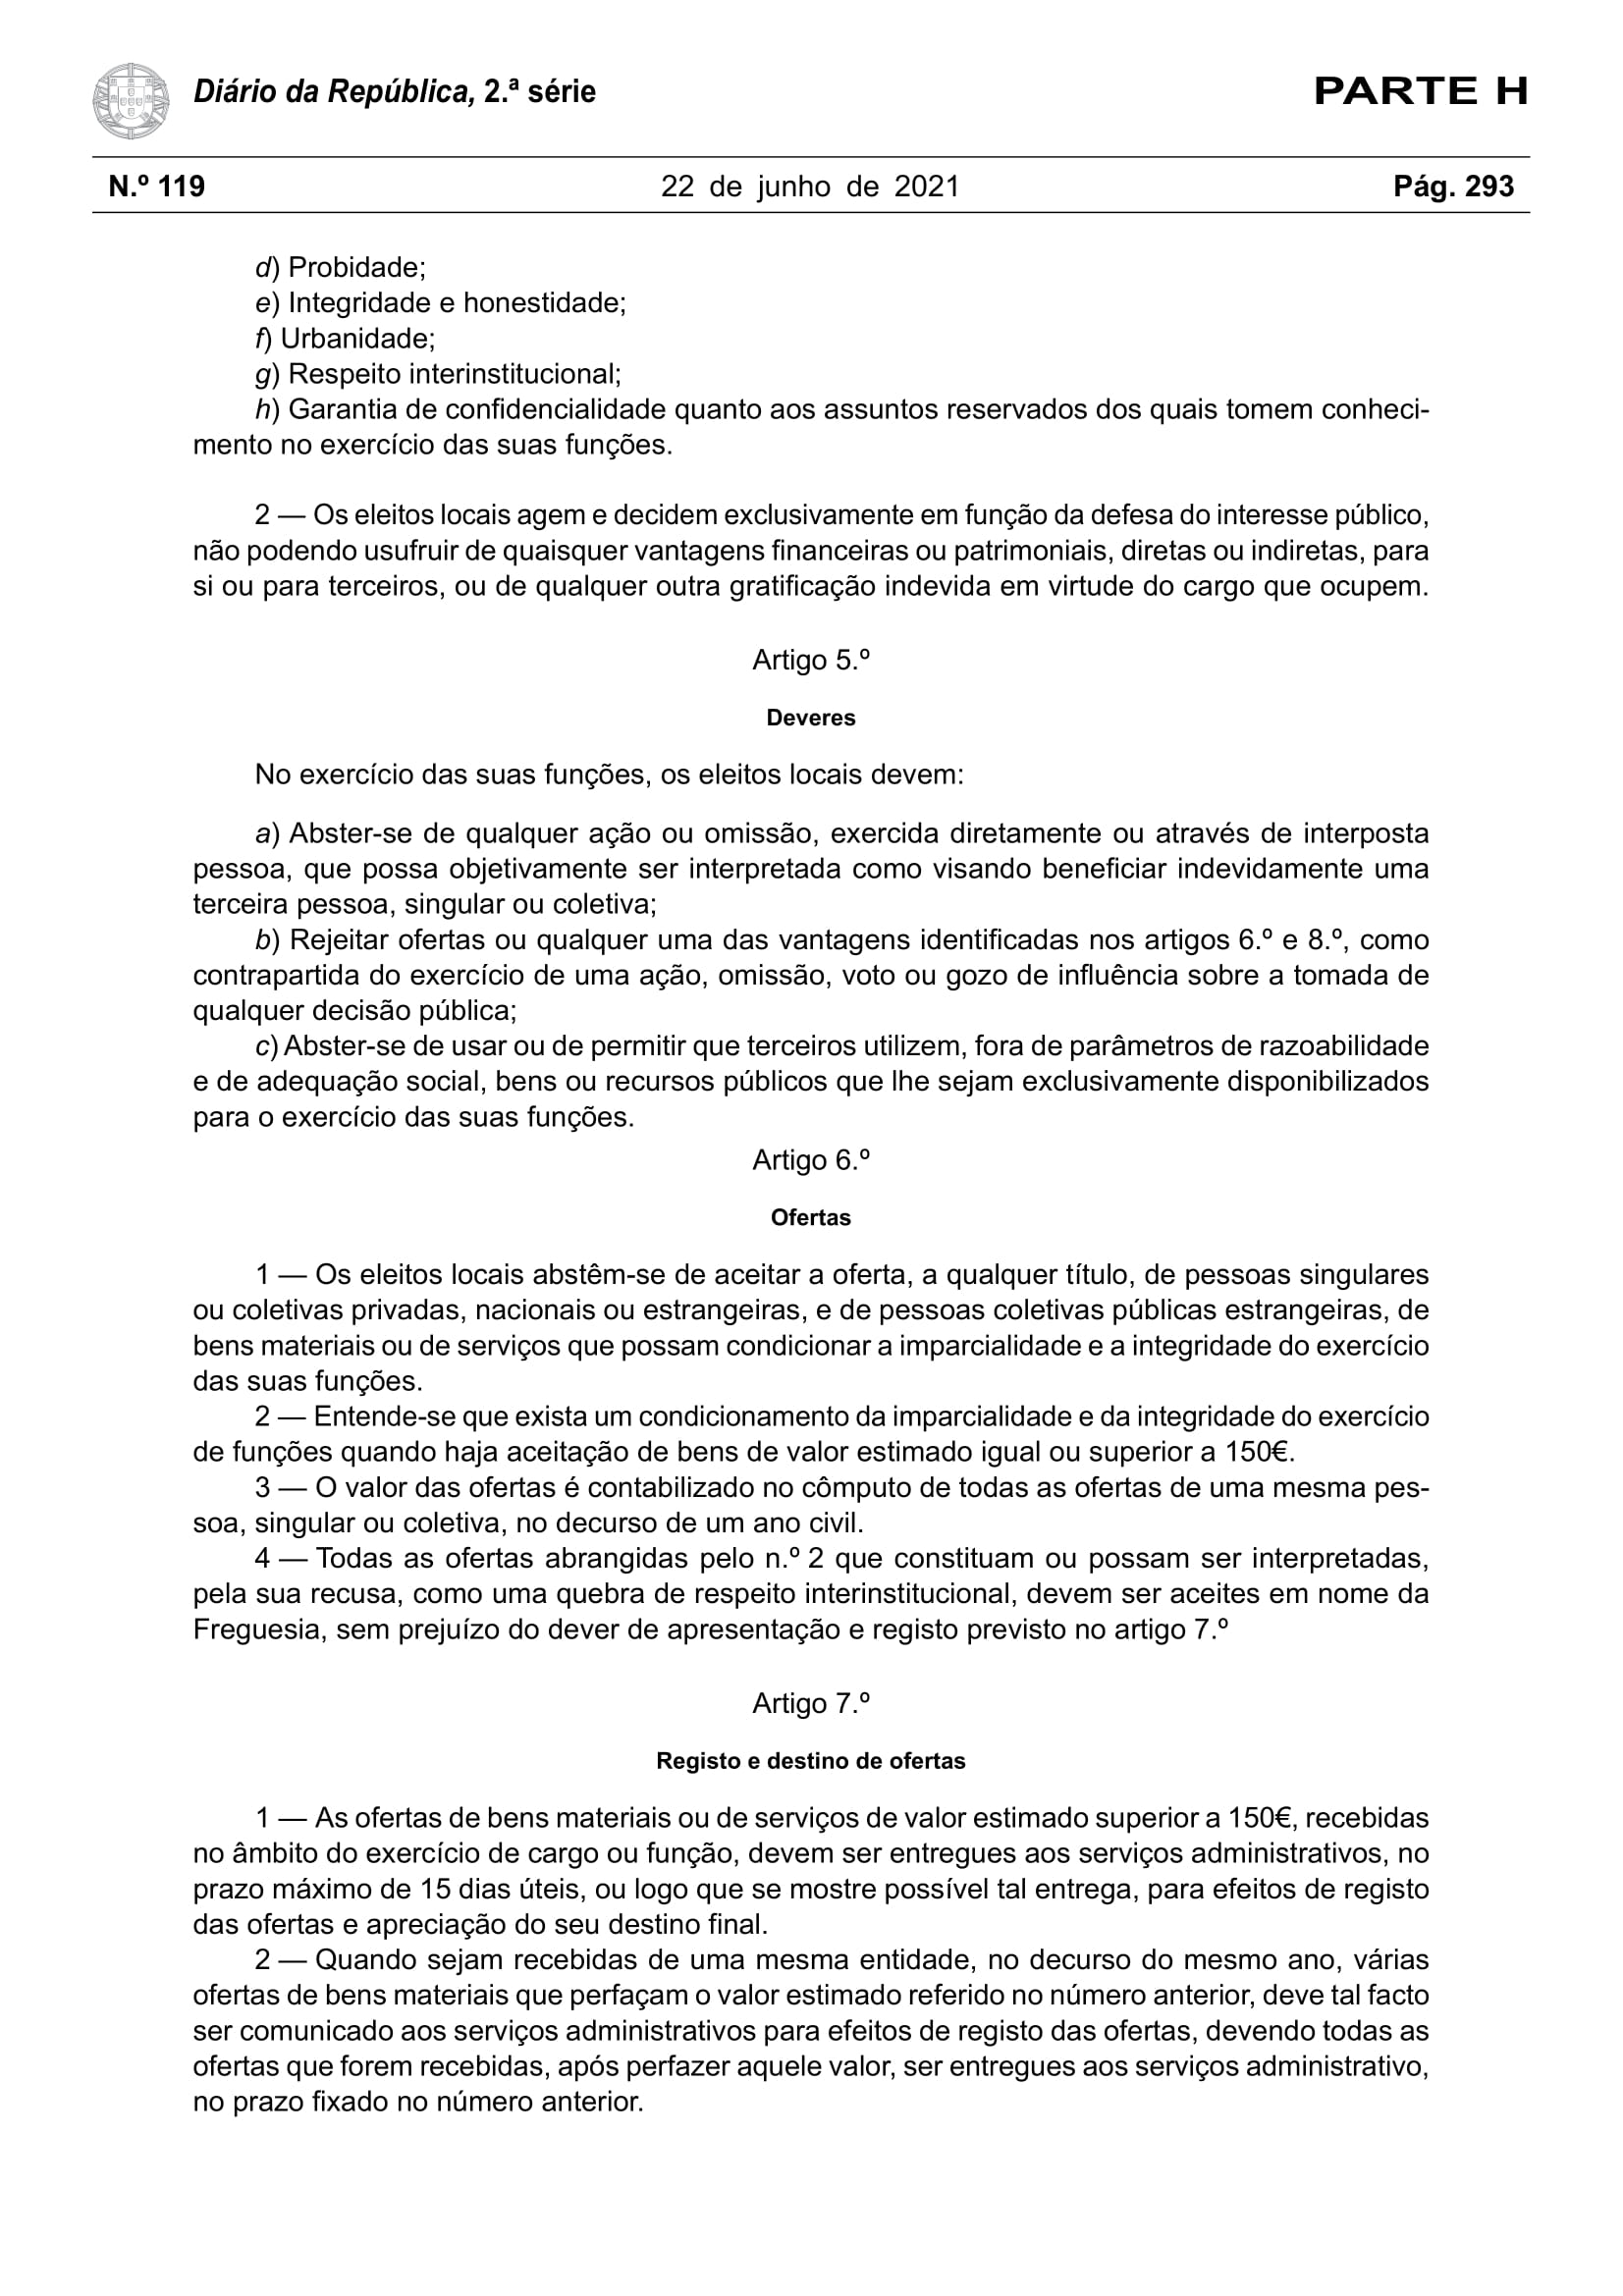 Diário da República, 2.ª série
PARTE H
N.º 119
22 de junho de 2021
Pág. 293
d) Probidade;
e) Integridade e honestidade;
f) Urbanidade;
g) Respeito interinstitucional;
h) Garantia de confidencialidade quanto aos assuntos reservados dos quais tomem conheci-
mento no exercício das suas funções.
2 — Os eleitos locais agem e decidem exclusivamente em função da defesa do interesse público,
não podendo usufruir de quaisquer vantagens financeiras ou patrimoniais, diretas ou indiretas, para
si ou para terceiros, ou de qualquer outra gratificação indevida em virtude do cargo que ocupem.
Artigo 5.º
Deveres
No exercício das suas funções, os eleitos locais devem:
a) Abster-se de qualquer ação ou omissão, exercida diretamente ou através de interposta
pessoa, que possa objetivamente ser interpretada como visando beneficiar indevidamente uma
terceira pessoa, singular ou coletiva;
b) Rejeitar ofertas ou qualquer uma das vantagens identificadas nos artigos 6.º e 8.º, como
contrapartida do exercício de uma ação, omissão, voto ou gozo de influência sobre a tomada de
qualquer decisão pública;
c) Abster-se de usar ou de permitir que terceiros utilizem, fora de parâmetros de razoabilidade
e de adequação social, bens ou recursos públicos que lhe sejam exclusivamente disponibilizados
para o exercício das suas funções.
Artigo 6.º
Ofertas
1 — Os eleitos locais abstêm-se de aceitar a oferta, a qualquer título, de pessoas singulares
ou coletivas privadas, nacionais ou estrangeiras, e de pessoas coletivas públicas estrangeiras, de
bens materiais ou de serviços que possam condicionar a imparcialidade e a integridade do exercício
das suas funções.
2 — Entende-se que exista um condicionamento da imparcialidade e da integridade do exercício
de funções quando haja aceitação de bens de valor estimado igual ou superior a 150€.
3 — O valor das ofertas é contabilizado no cômputo de todas as ofertas de uma mesma pes-
soa, singular ou coletiva, no decurso de um ano civil.
4 — Todas as ofertas abrangidas pelo n.º 2 que constituam ou possam ser interpretadas,
pela sua recusa, como uma quebra de respeito interinstitucional, devem ser aceites em nome da
Freguesia, sem prejuízo do dever de apresentação e registo previsto no artigo 7.º
Artigo 7.º
Registo e destino de ofertas
1 — As ofertas de bens materiais ou de serviços de valor estimado superior a 150€, recebidas
no âmbito do exercício de cargo ou função, devem ser entregues aos serviços administrativos, no
prazo máximo de 15 dias úteis, ou logo que se mostre possível tal entrega, para efeitos de registo
das ofertas e apreciação do seu destino final.
2 — Quando sejam recebidas de uma mesma entidade, no decurso do mesmo ano, várias
ofertas de bens materiais que perfaçam o valor estimado referido no número anterior, deve tal facto
ser comunicado aos serviços administrativos para efeitos de registo das ofertas, devendo todas as
ofertas que forem recebidas, após perfazer aquele valor, ser entregues aos serviços administrativo,
no prazo fixado no número anterior.